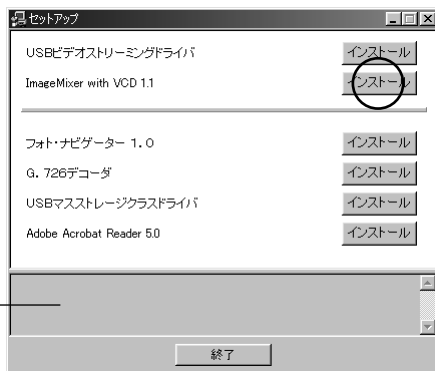 セットアップ
USBビデオストリーミングドライバ インストール
ImageMixer with VCD 1.1 インストール
フォト・ナビゲーター 1.0 インストール
G. 726デコーダ インストール
USBマスストレージクラスドライバ インストール
Adobe Acrobat Reader 5.0 インストール
終了